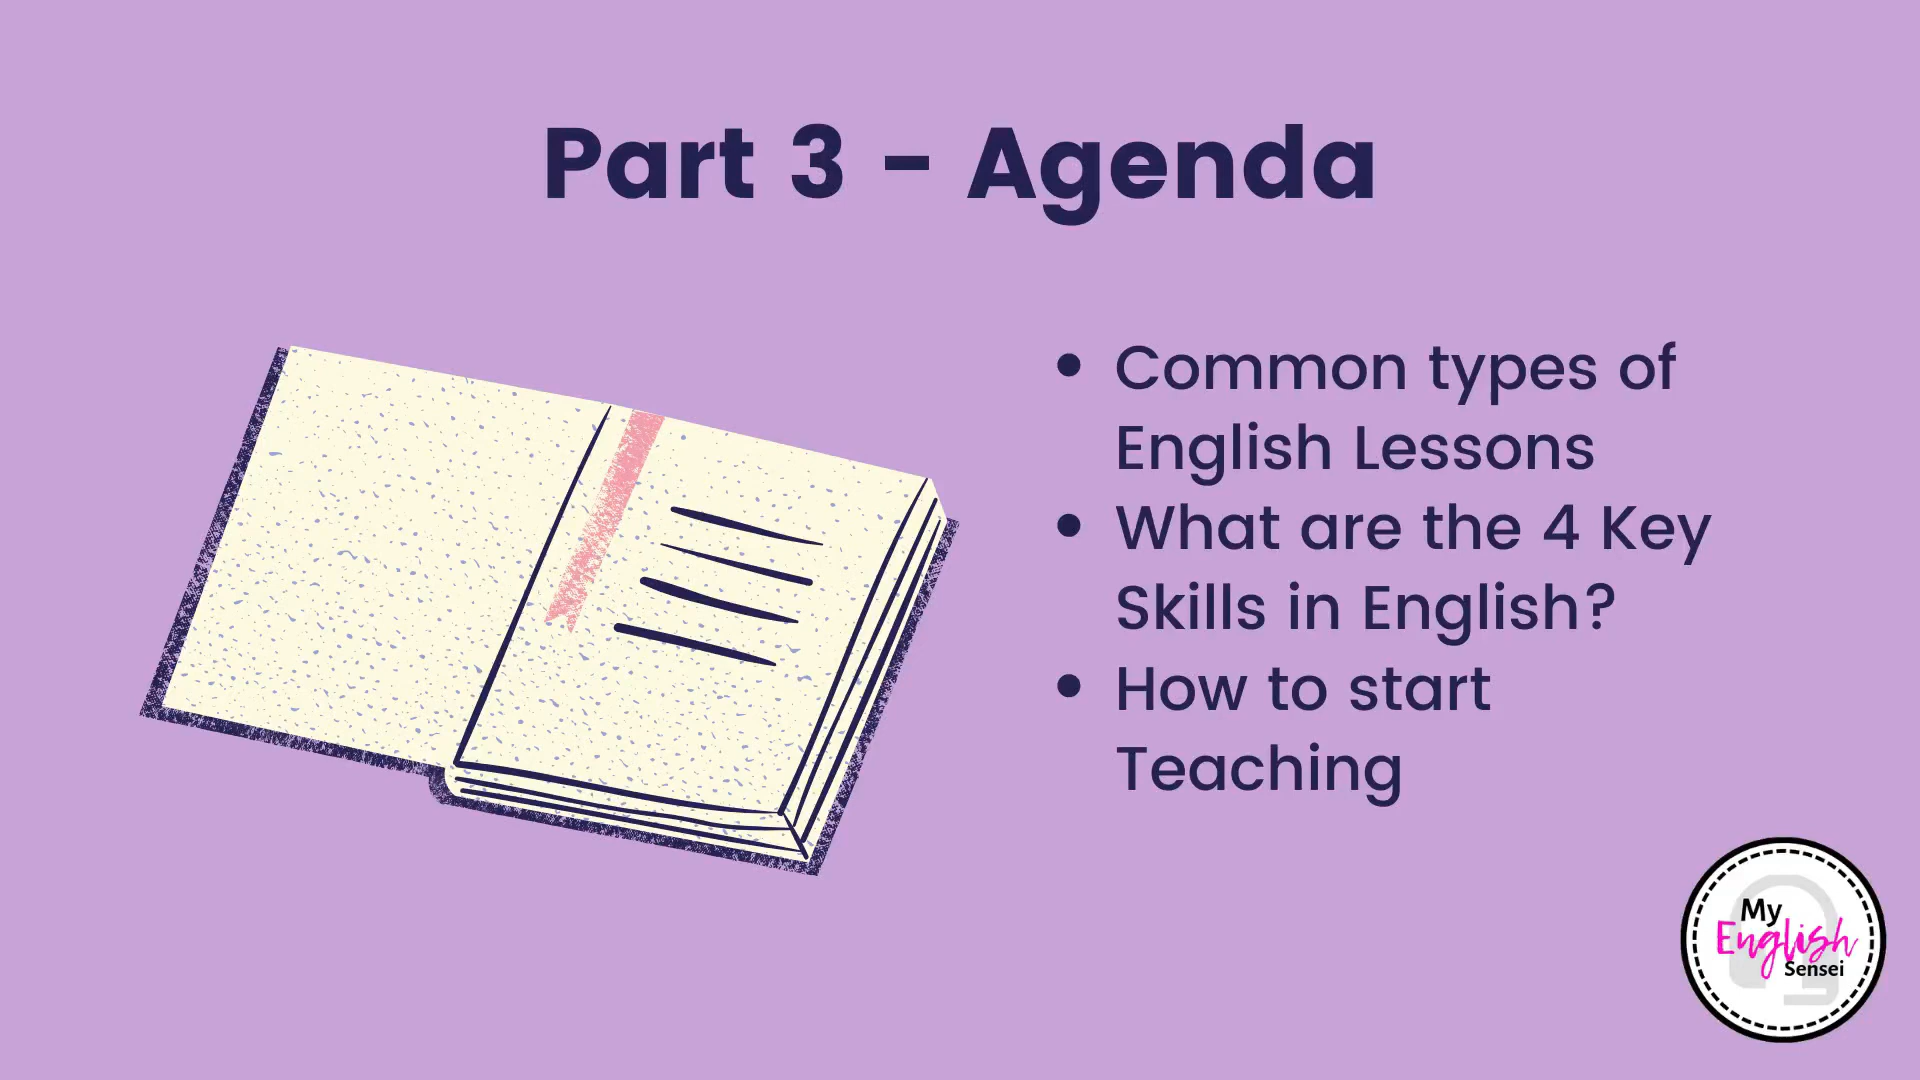 Part 3 - Agenda
• Common types of
English Lessons
• What are the 4 Key
Skills in English?
• How to start
Teaching
My
English
Sensei